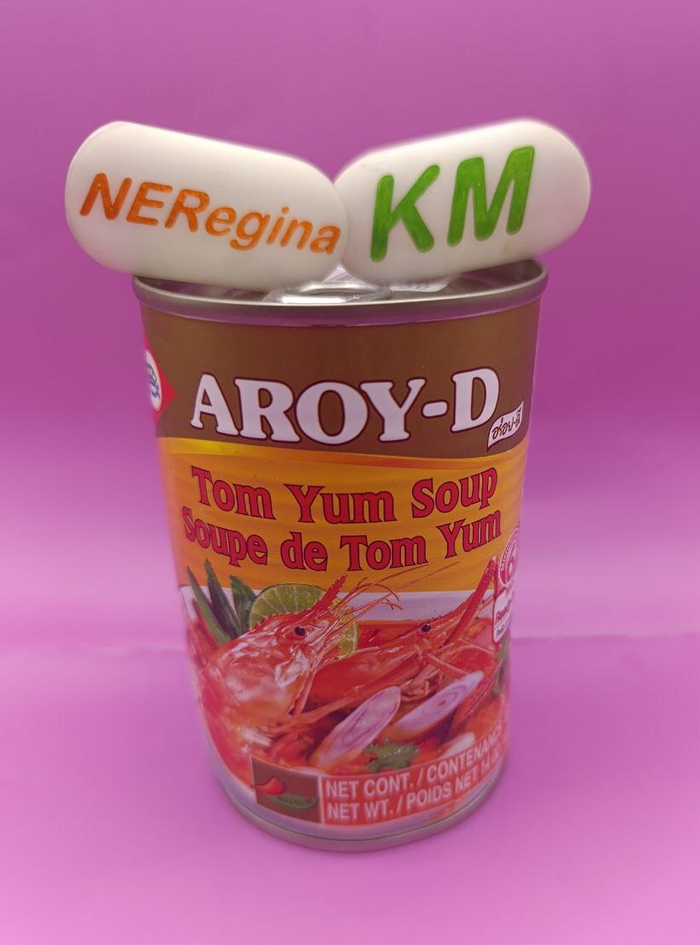 NERegina
KM
AROY-D
อร่อย-ดี
Tom Yum Soup
Soupe de Tom Yum
NET CONT. / CONTENANCE
NET WT. / POIDS NET 14